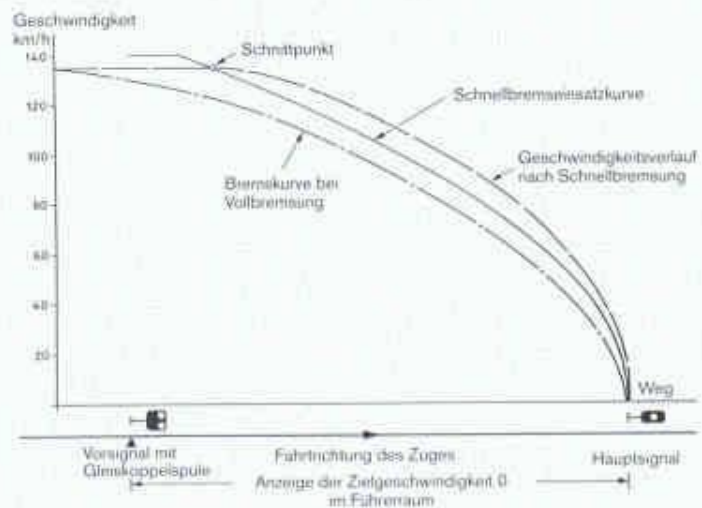 Geschwindigkeit
km/h
140
120
100
80
60
40
20
Schnittpunkt
Schnellbremseinsatzkurve
Geschwindigkeitsverlauf
nach Schnellbremsung
Bremskurve bei
Vollbremsung
Weg
Vorsignal mit
Gleiskoppelspule
Fahrtrichtung des Zuges
Hauptsignal
Anzeige der Zielgeschwindigkeit 0
im Führerraum